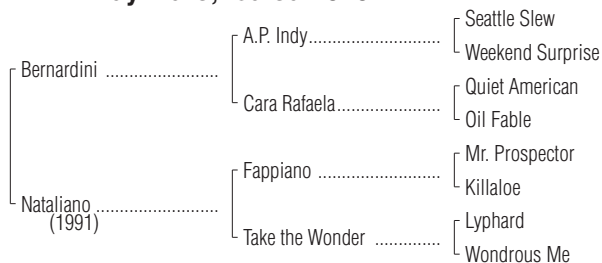 Seattle Slew
A.P. Indy
Weekend Surprise
Bernardini
Quiet American
Cara Rafaela
Oil Fable
Mr. Prospector
Fappiano
Killaloe
Nataliano
(1991)
Lyphard
Take the Wonder
Wondrous Me